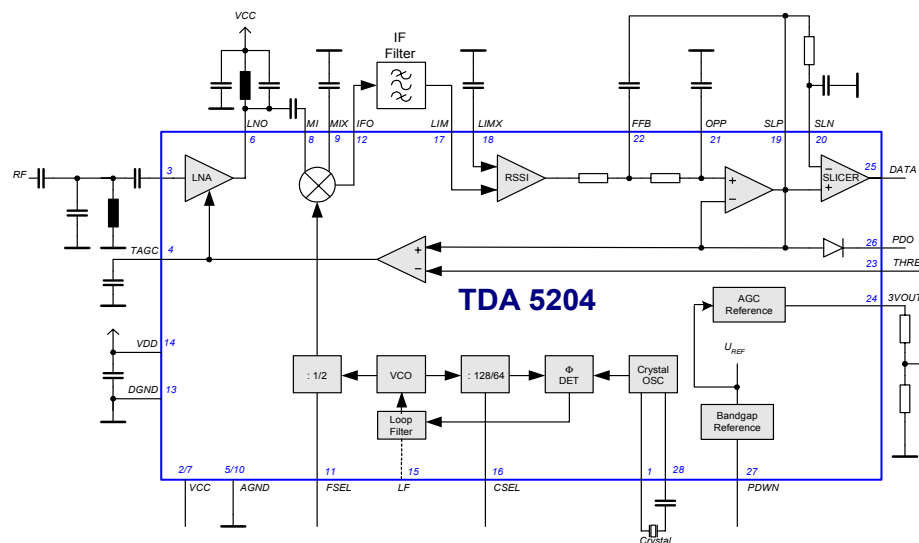 VCC
IF
Filter
LNO MI MIX IFO LIM LIMX FFB OPP SLP SLN
6 8 9 12 17 18 22 21 19 20
RF
3
LNA
RSSI
+
–
–
+
SLICER
25
DATA
TAGC
4
+
–
26
PDO
23
THRE
TDA 5204
AGC
Reference
24
3VOUT
VDD
14
U REF
: 1/2
VCO
: 128/64
Φ
DET
Crystal
OSC
DGND
13
Loop
Filter
Bandgap
Reference
2/7 5/10 11 15 16 1 28 27
VCC AGND FSEL LF CSEL PDWN
Crystal